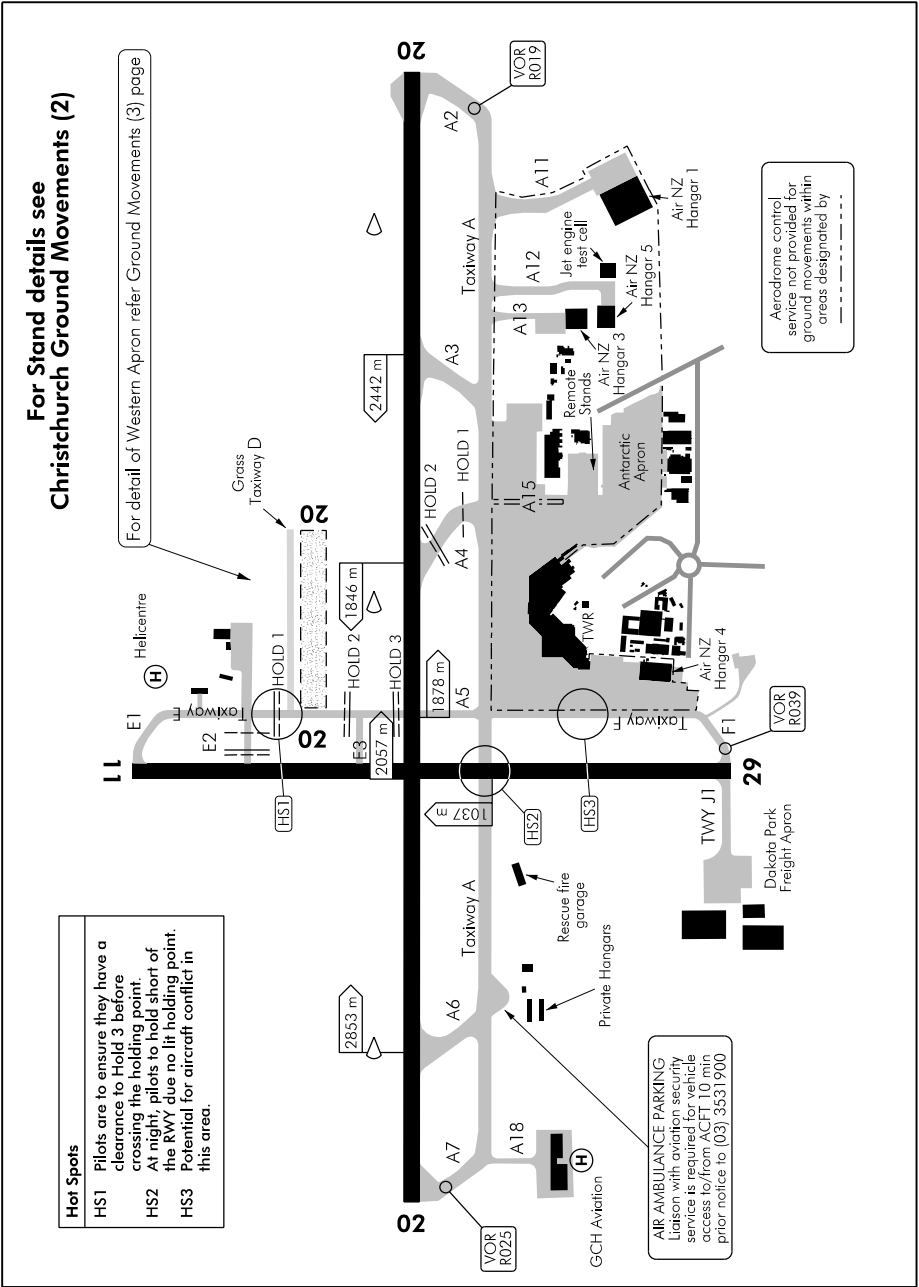 For Stand details see
Christchurch Ground Movements (2)
For detail of Western Apron refer Ground Movements (3) page
Hot Spots
HS1 Pilots are to ensure they have a
clearance to Hold 3 before
crossing the holding point.
HS2 At night, pilots to hold short of
the RWY due no lit holding point.
HS3 Potential for aircraft conflict in
this area.
11
E1
Helicentre
H
Taxiway E
E2
HOLD 1
Grass
Taxiway D
HS1
02
20
HOLD 2
E3
HOLD 3
2853 m
2057 m
1846 m
2442 m
02
20
1878 m
1037 m
HOLD 2
HOLD 1
A7
A6
A5
A4
A3
A2
VOR
R025
VOR
R019
Taxiway A
Taxiway A
HS2
A18
H
GCH Aviation
Rescue fire
garage
Private Hangars
HS3
A15
A13
A12
A11
TWR
Remote
Stands
Air NZ
Hangar 3
Air NZ
Hangar 5
Jet engine
test cell
Air NZ
Hangar 1
Antarctic
Apron
Taxiway F
Air NZ
Hangar 4
F1
TWY J1
29
VOR
R039
Dakota Park
Freight Apron
AIR AMBULANCE PARKING
Liaison with aviation security
service is required for vehicle
access to/from ACFT 10 min
prior notice to (03) 3531900
Aerodrome control
service not provided for
ground movements within
areas designated by